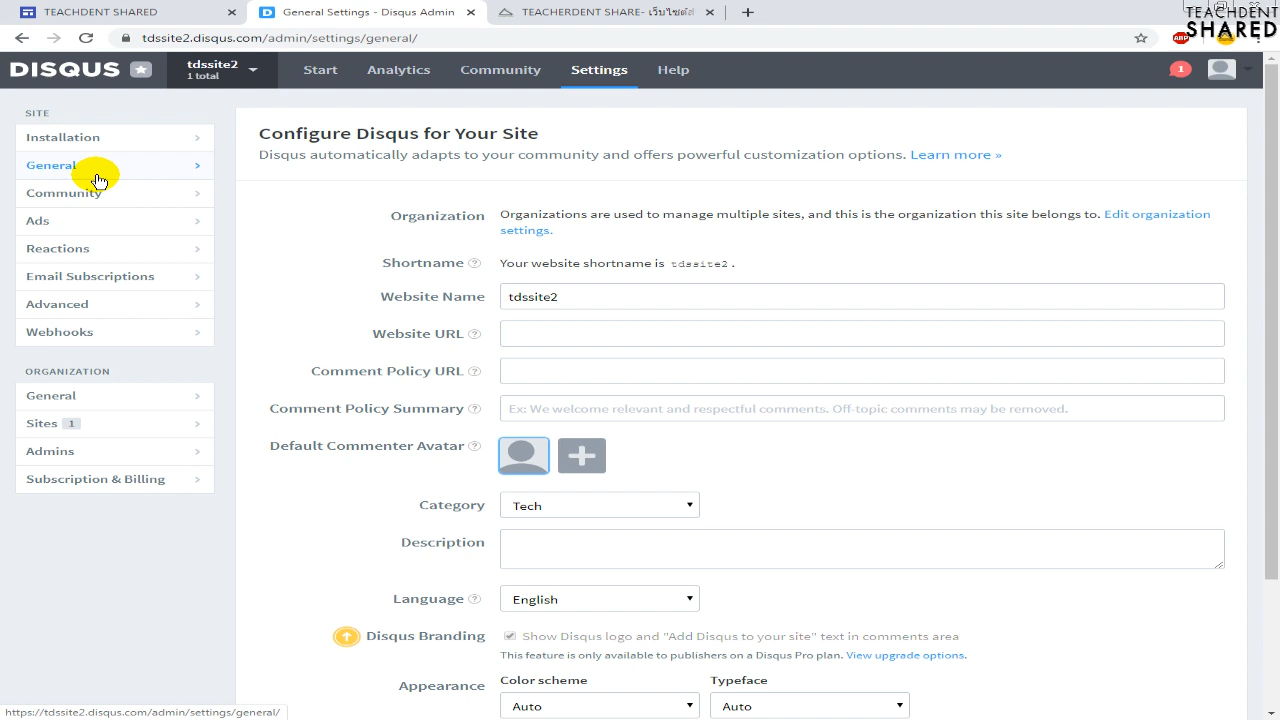 TEACHDENT SHARED
General Settings - Disqus Admin
TEACHERDENT SHARE- เว็บไซต์ส่
TEACHDENT
SHARED
tdssite2.disqus.com/admin/settings/general/
ABP
DISQUS
tdssite2
1 total
Start
Analytics
Community
Settings
Help
1
SITE
Installation
General
Community
Ads
Reactions
Email Subscriptions
Advanced
Webhooks
ORGANIZATION
General
Sites 1
Admins
Subscription & Billing
Configure Disqus for Your Site
Disqus automatically adapts to your community and offers powerful customization options. Learn more »
Organization
Organizations are used to manage multiple sites, and this is the organization this site belongs to. Edit organization
settings.
Shortname ?
Your website shortname is tdssite2 .
Website Name
tdssite2
Website URL ?
Comment Policy URL ?
Comment Policy Summary ?
Ex: We welcome relevant and respectful comments. Off-topic comments may be removed.
Default Commenter Avatar ?
Category
Tech
Description
Language ?
English
Disqus Branding
Show Disqus logo and "Add Disqus to your site" text in comments area
This feature is only available to publishers on a Disqus Pro plan. View upgrade options.
Appearance
Color scheme
Typeface
Auto
Auto
https://tdssite2.disqus.com/admin/settings/general/